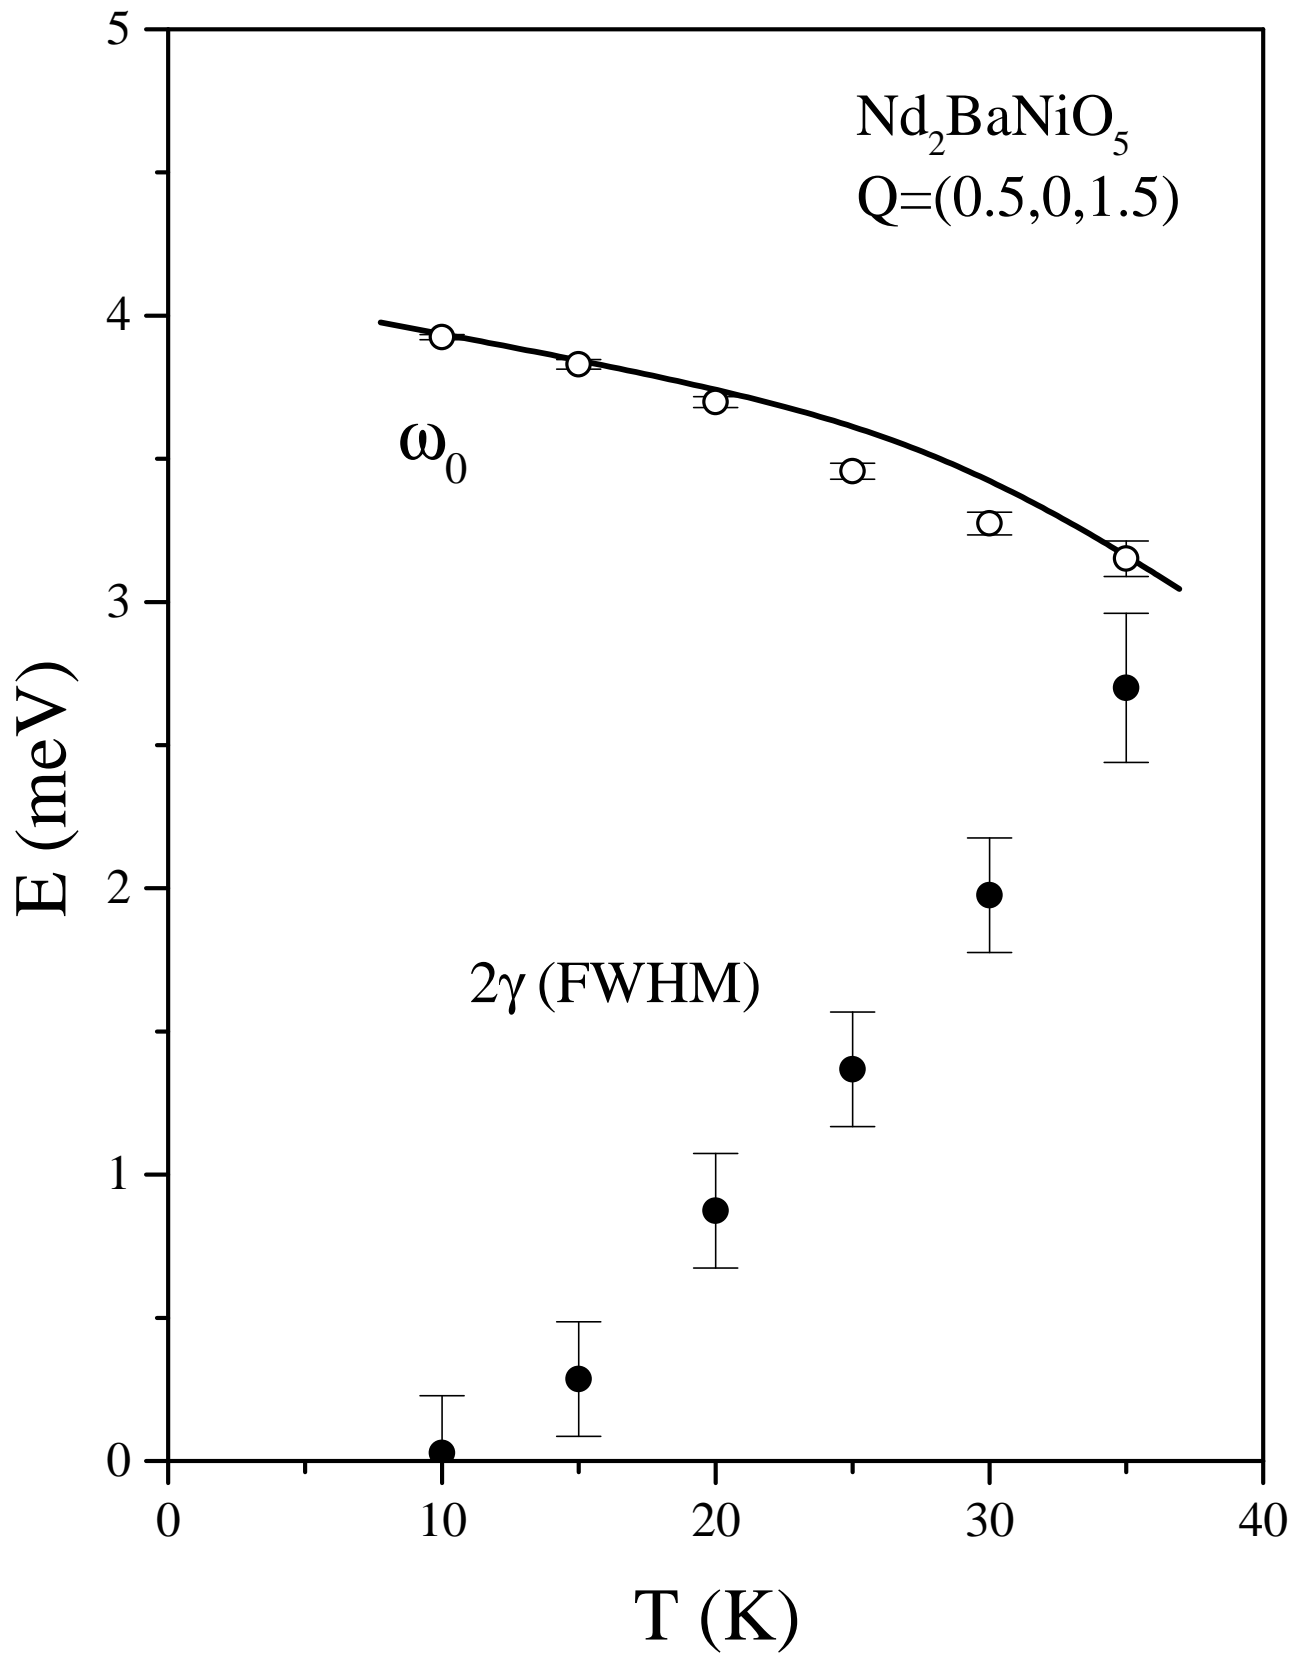 5
Nd₂BaNiO₅
Q=(0.5,0,1.5)
4
ω₀
3
E (meV)
2
2γ (FWHM)
1
0
0 10 20 30 40
T (K)